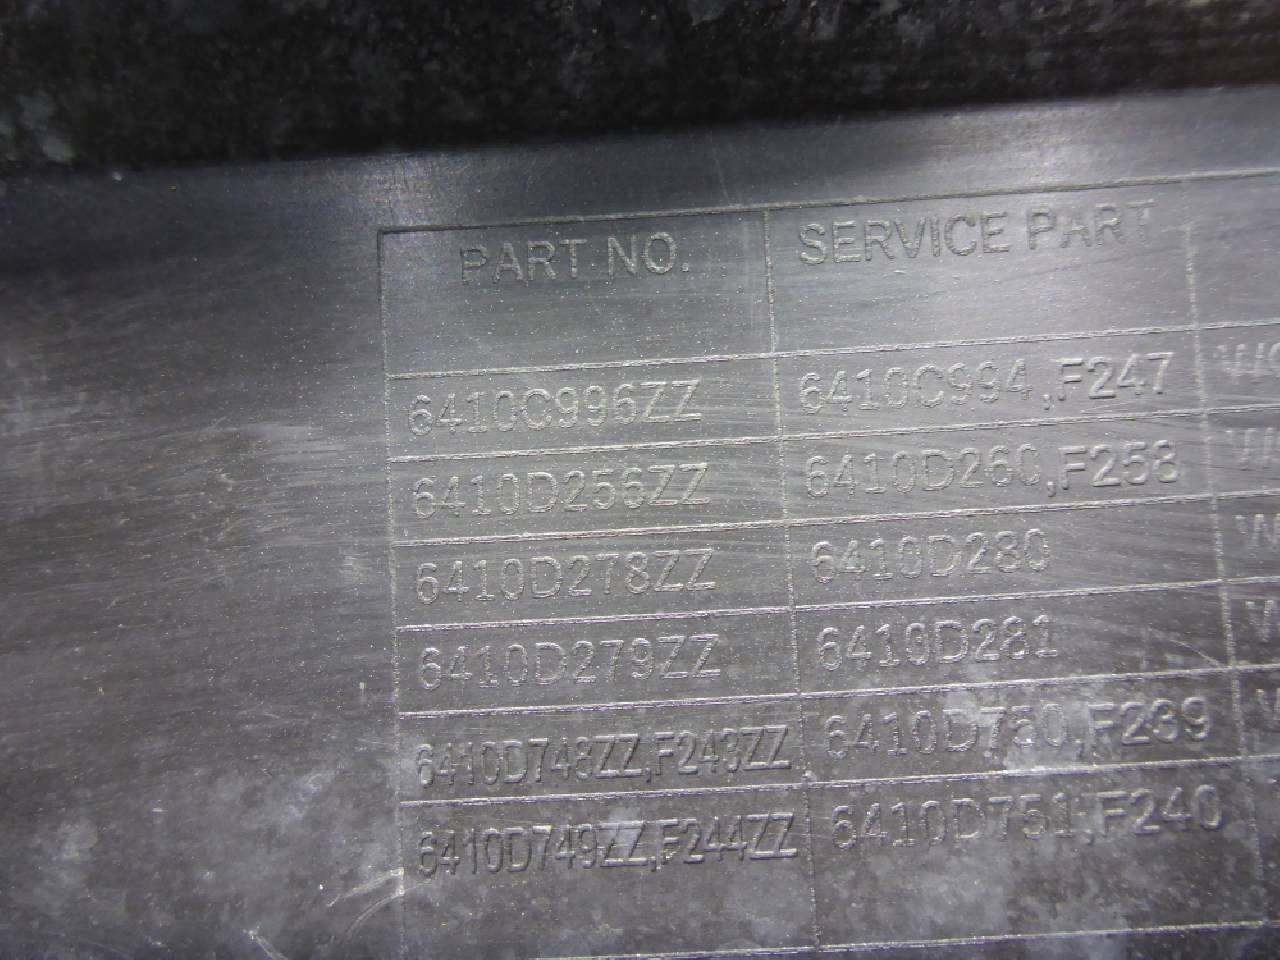 PART NO. SERVICE PART
6410C996ZZ 6410C994,F247
6410D256ZZ 6410D260,F258
6410D278ZZ 6410D280
6410D279ZZ 6410D281
6410D748ZZ,F243ZZ 6410D750,F239
6410D749ZZ,F244ZZ 6410D751,F240